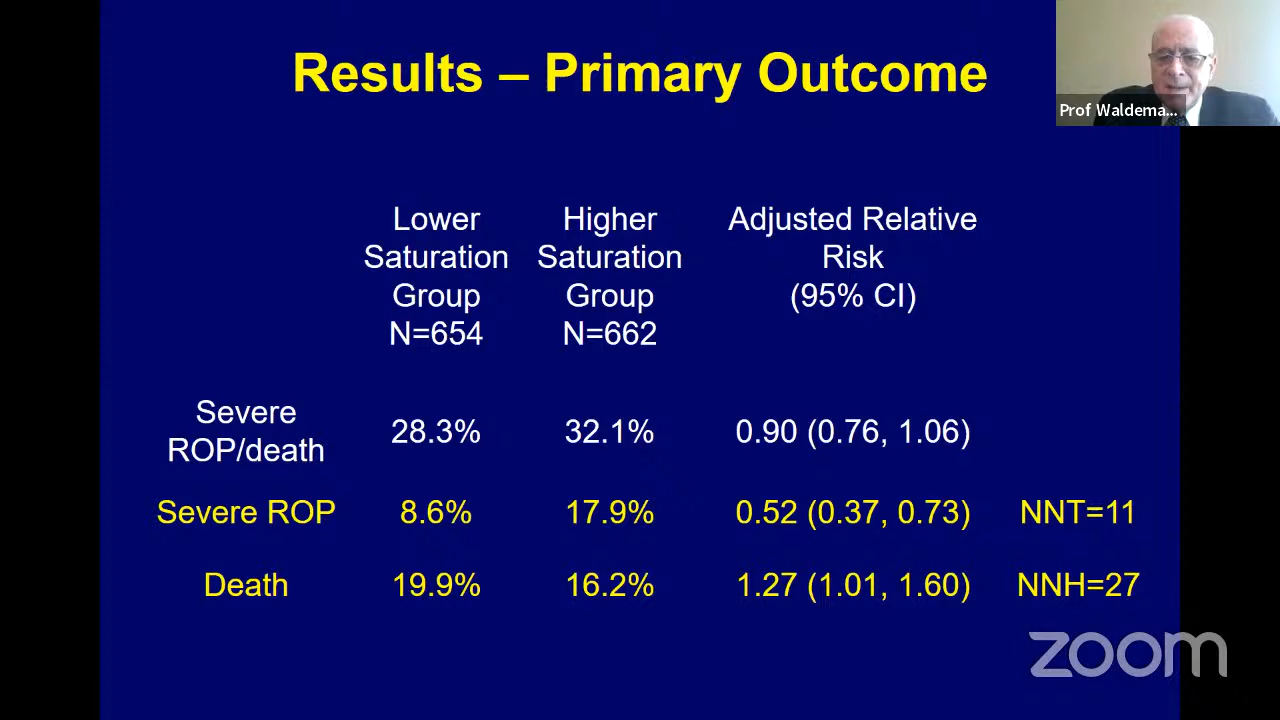 Results – Primary Outcome
Prof Waldema...
Lower Saturation Group N=654
Higher Saturation Group N=662
Adjusted Relative Risk (95% CI)
Severe ROP/death 28.3% 32.1% 0.90 (0.76, 1.06)
Severe ROP 8.6% 17.9% 0.52 (0.37, 0.73) NNT=11
Death 19.9% 16.2% 1.27 (1.01, 1.60) NNH=27
zoom